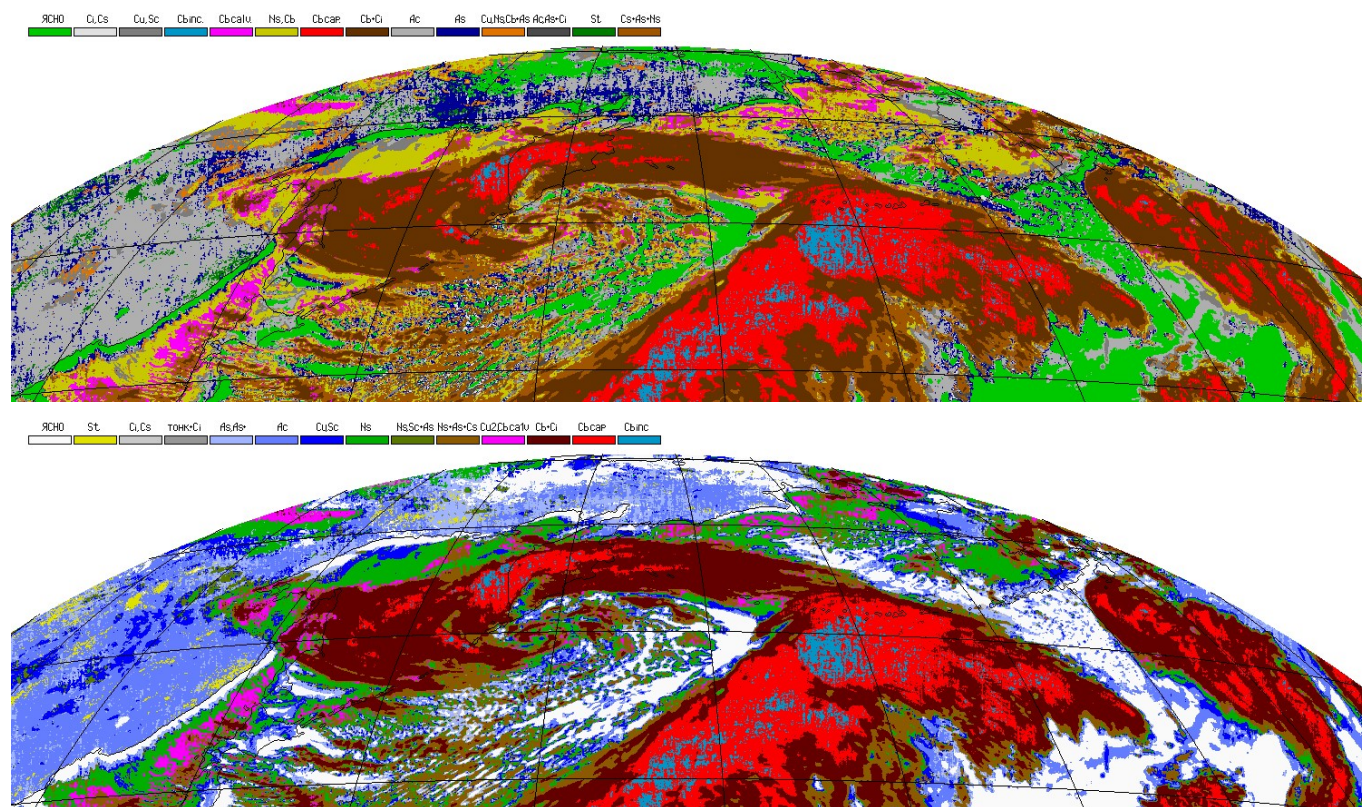 ЯСНО Ci,Cs Cu,Sc Cbinc. Cbcalv. Ns,Cb Cbcap. Cb+Ci Ac As Cu,Ns,Cb+As Ac,As+Ci St. Cs+As+Ns
ЯСНО St. Ci,Cs тонк+Ci As,As+ Ac Cu,Sc Ns Ns,Sc+As Ns+As+Cs Cu2,Cbcalv Cb+Ci Cbcap Cbinc